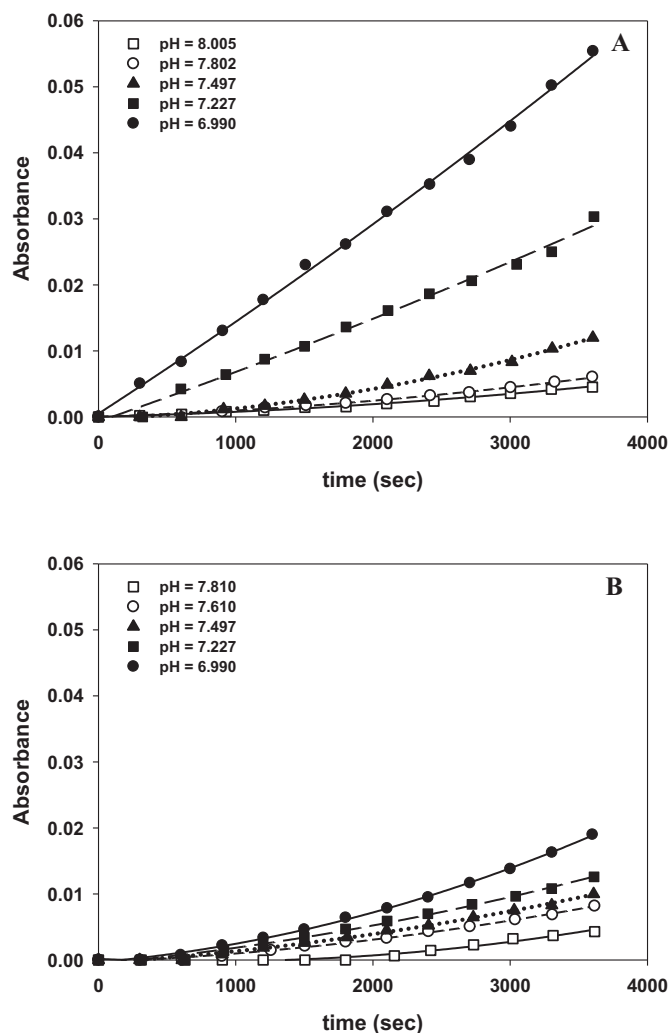 A
pH = 8.005
pH = 7.802
pH = 7.497
pH = 7.227
pH = 6.990
Absorbance
0.06
0.05
0.04
0.03
0.02
0.01
0.00
0 1000 2000 3000 4000
time (sec)
B
pH = 7.810
pH = 7.610
pH = 7.497
pH = 7.227
pH = 6.990
Absorbance
0.06
0.05
0.04
0.03
0.02
0.01
0.00
0 1000 2000 3000 4000
time (sec)